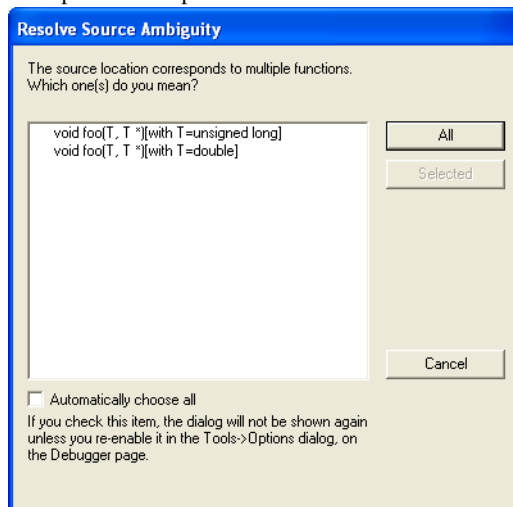 Resolve Source Ambiguity
The source location corresponds to multiple functions.
Which one(s) do you mean?
void foo(T, T *)[with T=unsigned long]
void foo(T, T *)[with T=double]
All
Selected
Cancel
Automatically choose all
If you check this item, the dialog will not be shown again
unless you re-enable it in the Tools->Options dialog, on
the Debugger page.